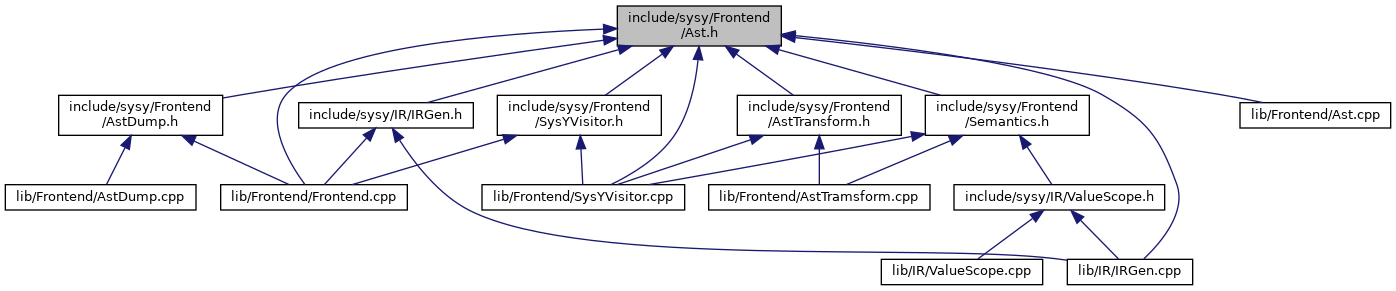 include/sysy/Frontend
/Ast.h
include/sysy/Frontend
/AstDump.h
include/sysy/IR/IRGen.h
include/sysy/Frontend
/SysYVisitor.h
include/sysy/Frontend
/AstTransform.h
include/sysy/Frontend
/Semantics.h
lib/Frontend/Ast.cpp
lib/Frontend/AstDump.cpp
lib/Frontend/Frontend.cpp
lib/Frontend/SysYVisitor.cpp
lib/Frontend/AstTramsform.cpp
include/sysy/IR/ValueScope.h
lib/IR/ValueScope.cpp
lib/IR/IRGen.cpp